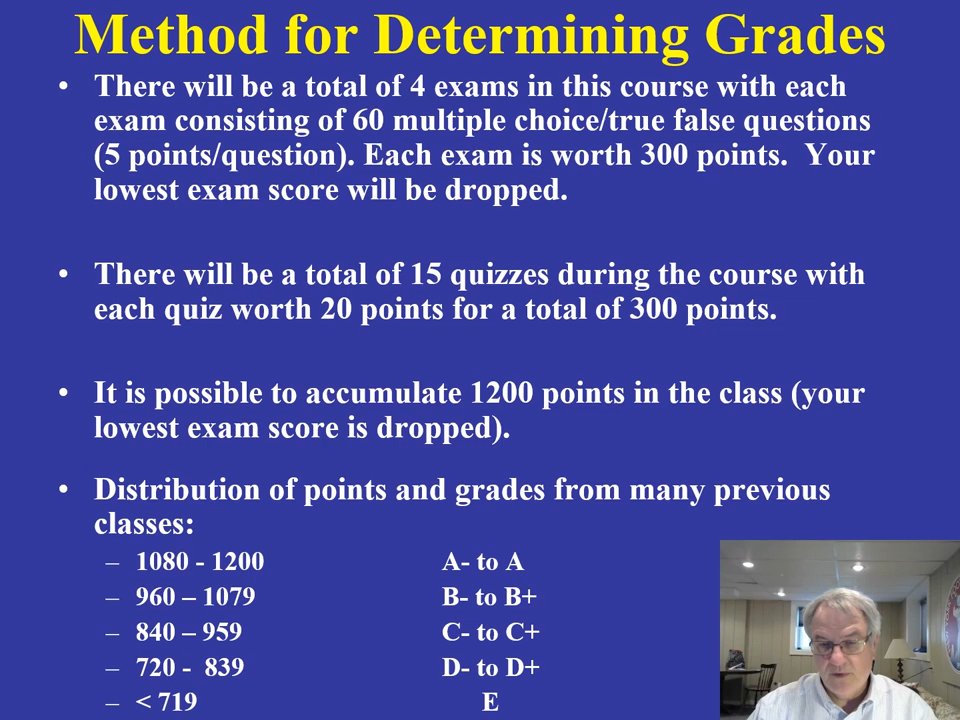 Method for Determining Grades
• There will be a total of 4 exams in this course with each
exam consisting of 60 multiple choice/true false questions
(5 points/question). Each exam is worth 300 points.  Your
lowest exam score will be dropped.
• There will be a total of 15 quizzes during the course with
each quiz worth 20 points for a total of 300 points.
• It is possible to accumulate 1200 points in the class (your
lowest exam score is dropped).
• Distribution of points and grades from many previous
classes:
– 1080 - 1200 A- to A
– 960 – 1079 B- to B+
– 840 – 959 C- to C+
– 720 -  839 D- to D+
– < 719 E